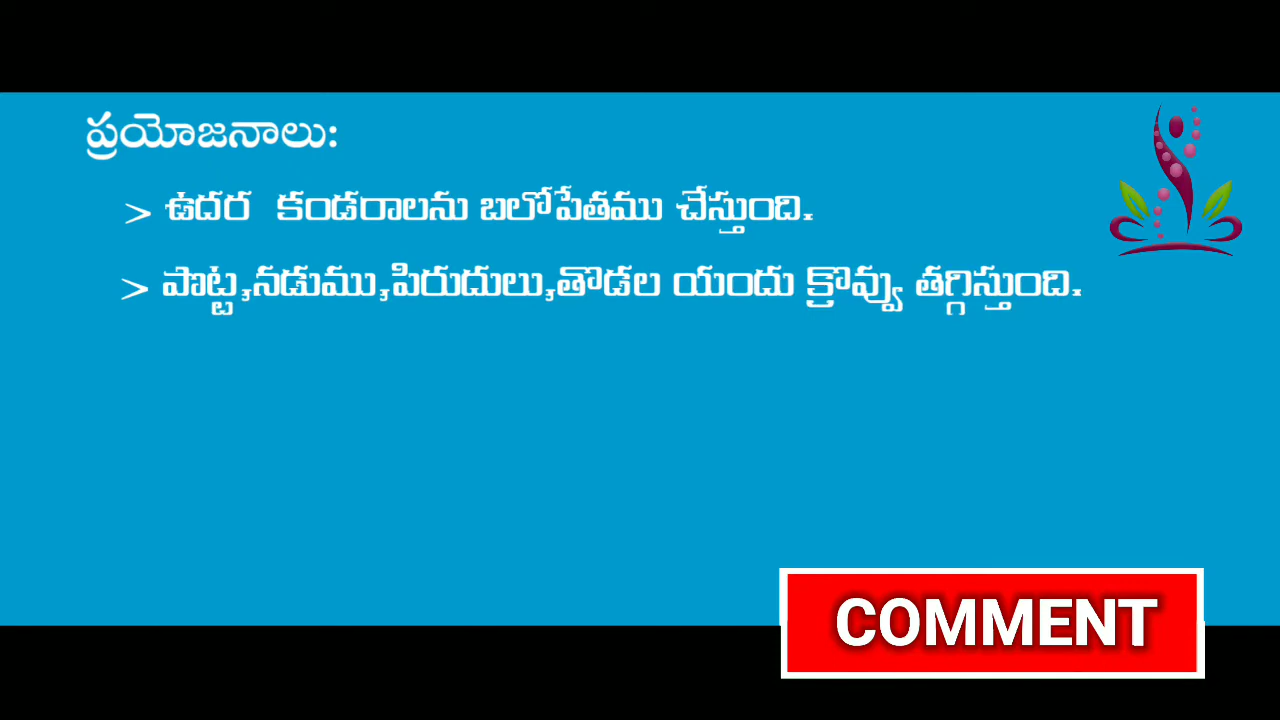 ప్రయోజనాలు:
> ఉదర కండరాలను బలోపేతము చేస్తుంది.
> పొట్ట,నడుము,పిరుదులు,తొడల యందు క్రొవ్వు తగ్గిస్తుంది.
COMMENT